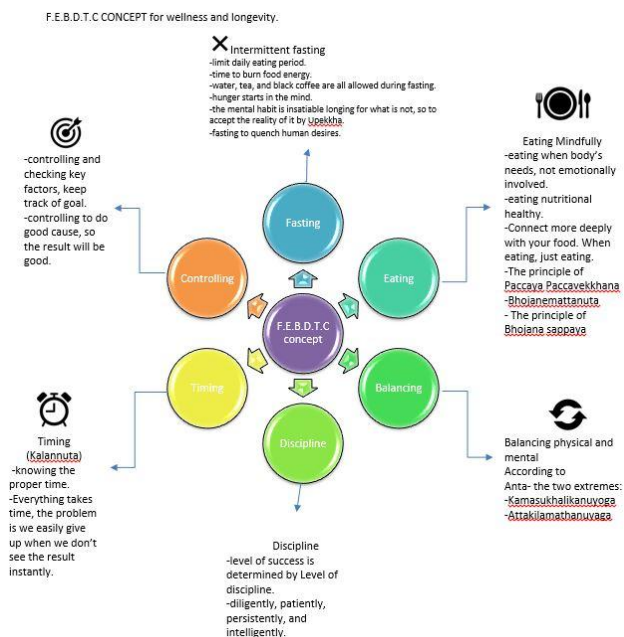 F.E.B.D.T.C CONCEPT for wellness and longevity.
Intermittent fasting
-limit daily eating period.
-time to burn food energy.
-water, tea, and black coffee are all allowed during fasting.
-hunger starts in the mind.
-the mental habit is insatiable longing for what is not, so to
accept the reality of it by Upekkha.
-fasting to quench human desires.
Eating Mindfully
-eating when body's
needs, not emotionally
involved.
-eating nutritional
healthy.
-Connect more deeply
with your food. When
eating, just eating.
-The principle of
Paccaya Paccavekkhana
-Bhojanemattanuta
- The principle of
Bhojana sappaya
-controlling and
checking key
factors, keep
track of goal.
-controlling to do
good cause, so
the result will be
good.
Fasting
Controlling
Eating
F.E.B.D.T.C
concept
Timing
Balancing
Discipline
Timing
(Kalannuta)
-knowing the
proper time.
-Everything takes
time, the problem
is we easily give
up when we don't
see the result
instantly.
Balancing physical and
mental
According to
Anta- the two extremes:
-Kamasukhalikanuyoga
-Attakilamathanuyaga
Discipline
-level of success is
determined by Level of
discipline.
-diligently, patiently,
persistently, and
intelligently.